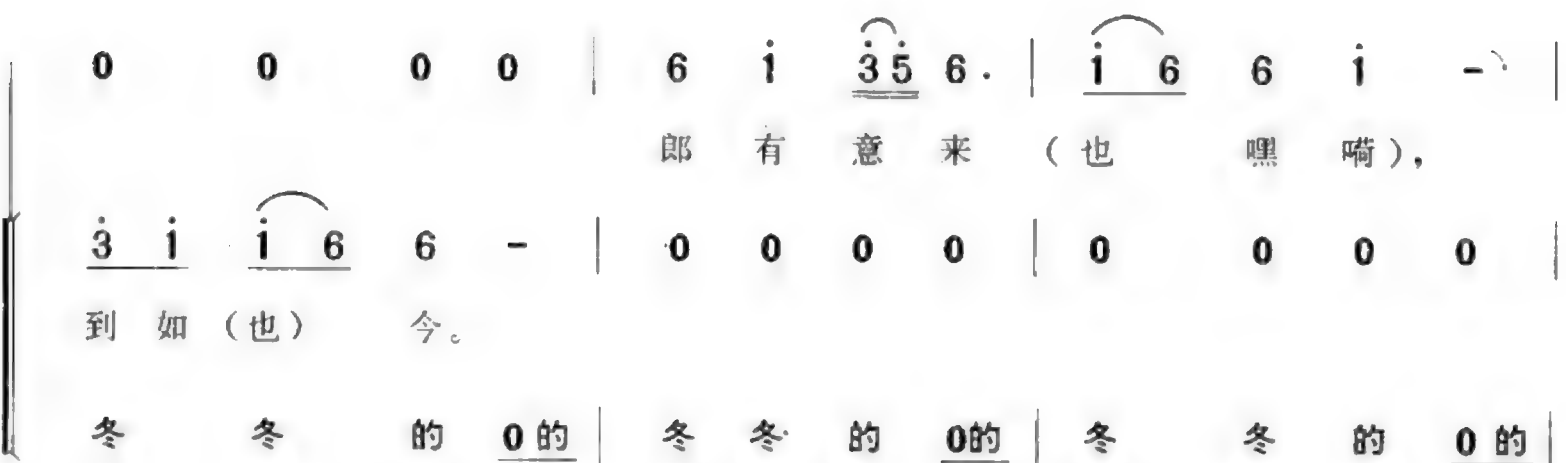 0 0 0 0 | 6 i̇ 3̇5̇ 6. | i̇ 6 6 i̇ - |
郎 有 意 来 （也 嘿 嗬），
3̇ i̇ i̇ 6 6 - | 0 0 0 0 | 0 0 0 0 |
到 如（也） 今。
冬 冬 的 0的 | 冬 冬 的 0的 | 冬 冬 的 0的 |